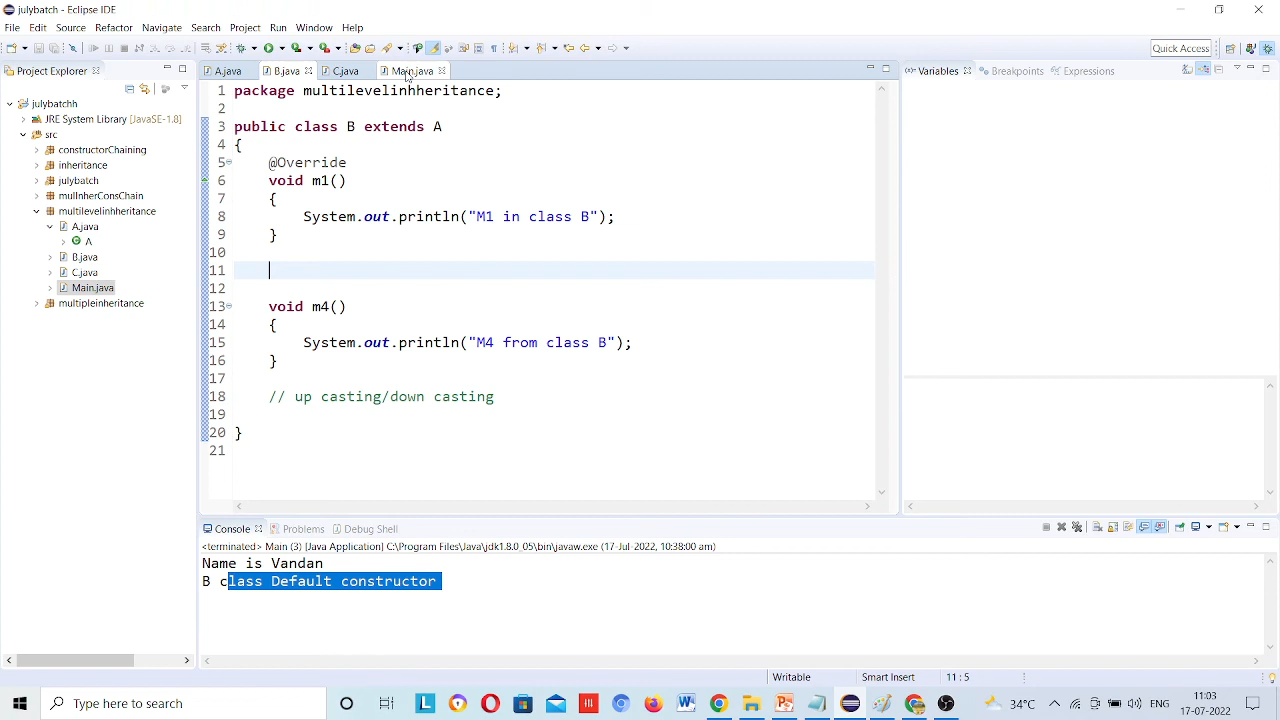 julybatch - Eclipse IDE
File Edit Source Refactor Navigate Search Project Run Window Help
Quick Access
Project Explorer
A.java B.java C.java Main.java
Variables Breakpoints Expressions
julybatchh
JRE System Library [JavaSE-1.8]
src
constructorChaining
inheritance
julybatch
mulInherConsChain
multilevelinhheritance
A.java
A
B.java
C.java
Main.java
multipleinheritance
1 package multilevelinhheritance;
2
3 public class B extends A
4 {
5 @Override
6 void m1()
7 {
8 System.out.println("M1 in class B");
9 }
10
11
12
13 void m4()
14 {
15 System.out.println("M4 from class B");
16 }
17
18 // up casting/down casting
19
20 }
21
Console Problems Debug Shell
<terminated> Main (3) [Java Application] C:\Program Files\Java\jdk1.8.0_05\bin\javaw.exe (17-Jul-2022, 10:38:00 am)
Name is Vandan
B class Default constructor
Writable Smart Insert 11 : 5
Type here to search
34°C ENG 11:03
17-07-2022